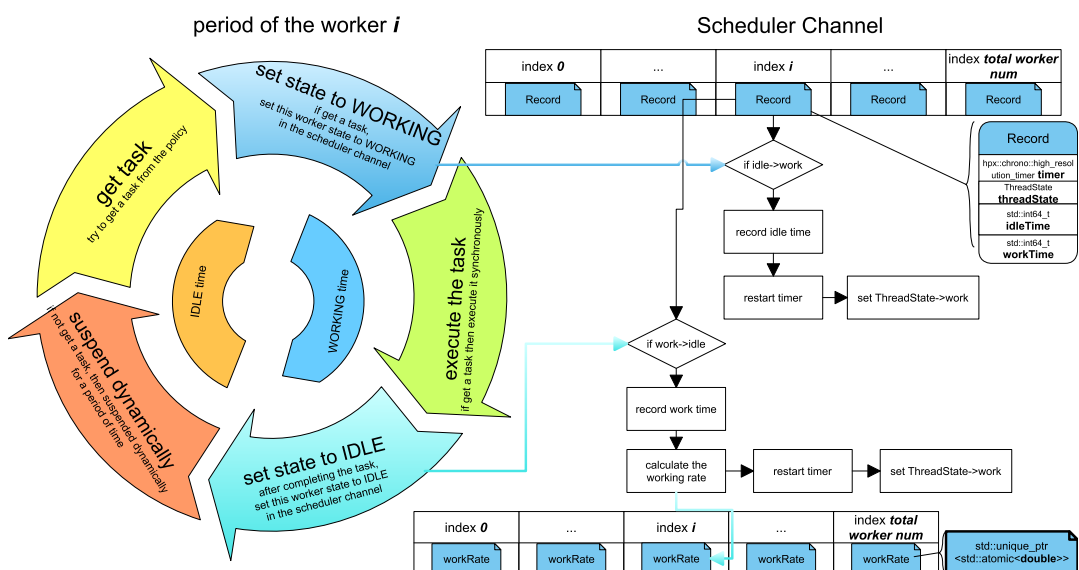 period of the worker i
set state to WORKING
if get a task,
set this worker state to WORKING
in the scheduler channel
get task
try to get a task from the policy
execute the task
if get a task then execute it synchronously
IDLE time
WORKING time
suspend dynamically
if not get a task, then suspended dynamically
for a period of time
set state to IDLE
after completing the task,
set this worker state to IDLE
in the scheduler channel
Scheduler Channel
index 0
...
index i
...
index total worker
num
Record
Record
Record
Record
Record
Record
hpx::chrono::high_resol
ution_timer timer
ThreadState
threadState
std::int64_t
idleTime
std::int64_t
workTime
if idle->work
record idle time
restart timer
set ThreadState->work
if work->idle
record work time
calculate the
working rate
restart timer
set ThreadState->work
index 0
...
index i
...
index total
worker num
workRate
workRate
workRate
workRate
workRate
std::unique_ptr
<std::atomic<double>>